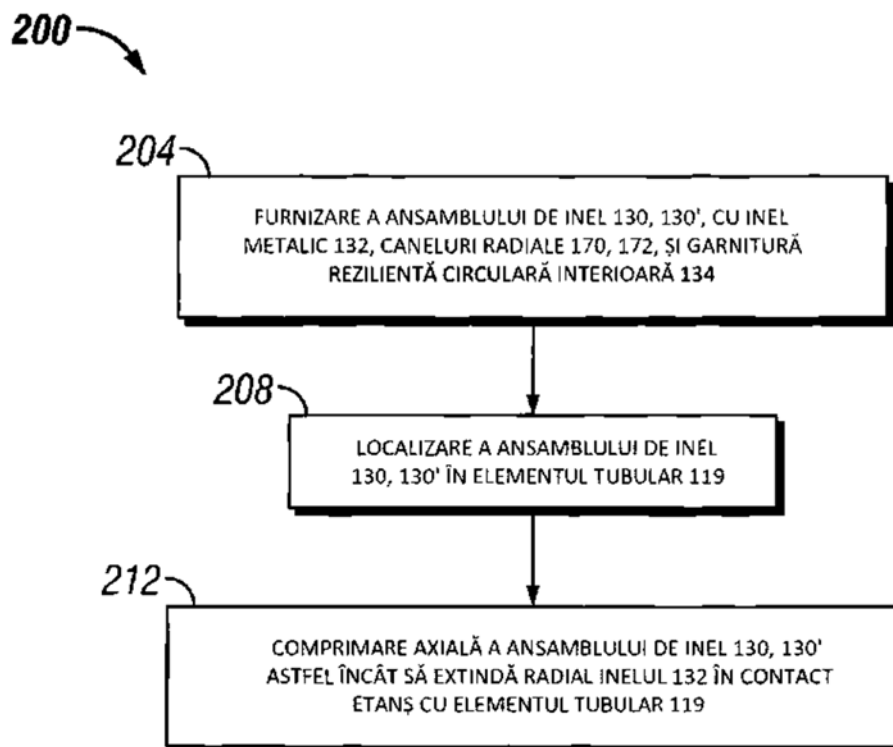 200
204
FURNIZARE A ANSAMBLULUI DE INEL 130, 130', CU INEL
METALIC 132, CANELURI RADIALE 170, 172, ȘI GARNITURĂ
REZILIENTĂ CIRCULARĂ INTERIOARĂ 134
208
LOCALIZARE A ANSAMBLULUI DE INEL
130, 130' ÎN ELEMENTUL TUBULAR 119
212
COMPRIMARE AXIALĂ A ANSAMBLULUI DE INEL 130, 130'
ASTFEL ÎNCÂT SĂ EXTINDĂ RADIAL INELUL 132 ÎN CONTACT
ETANȘ CU ELEMENTUL TUBULAR 119